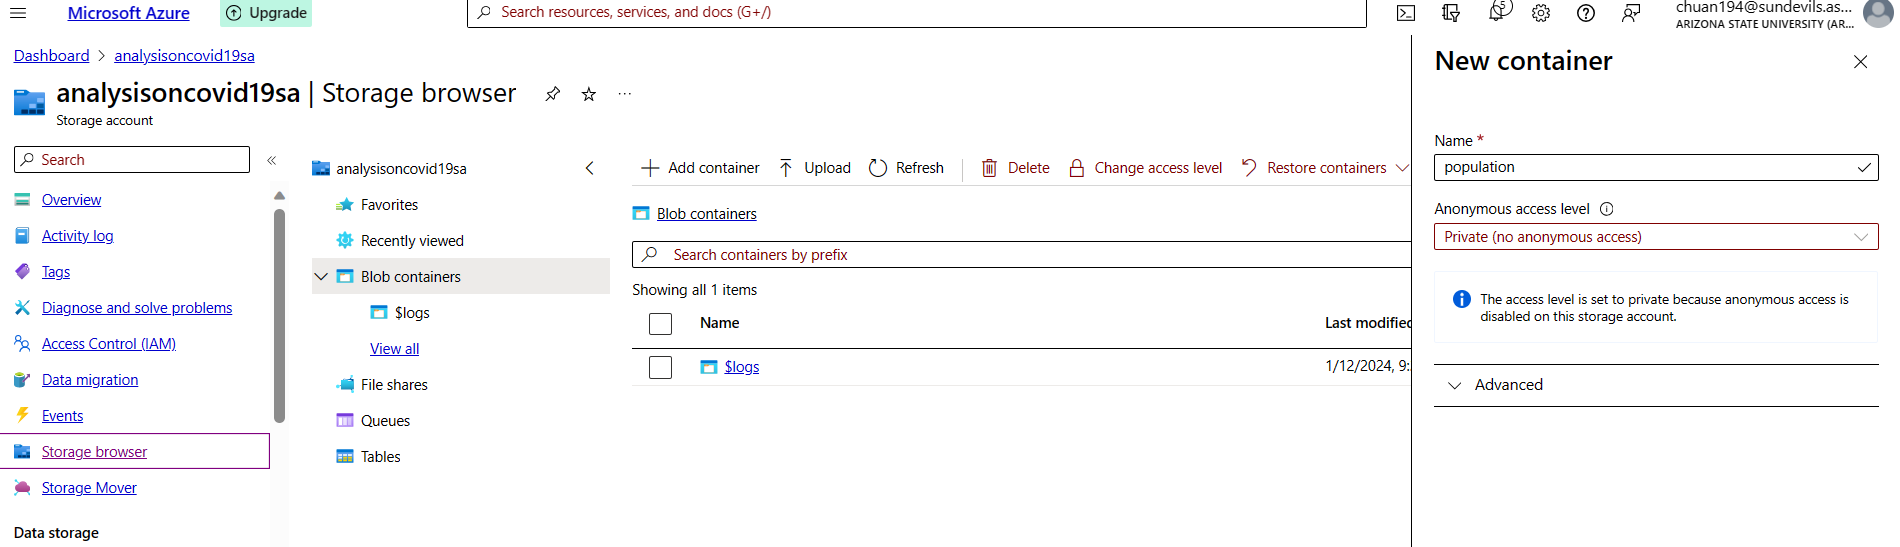 Microsoft Azure
Upgrade
Search resources, services, and docs (G+/)
5
chuan194@sundevils.as...
ARIZONA STATE UNIVERSITY (AR...
Dashboard > analysisoncovid19sa
analysisoncovid19sa | Storage browser
...
Storage account
Search
Overview
Activity log
Tags
Diagnose and solve problems
Access Control (IAM)
Data migration
Events
Storage browser
Storage Mover
Data storage
analysisoncovid19sa
Favorites
Recently viewed
Blob containers
$logs
View all
File shares
Queues
Tables
Add container
Upload
Refresh
Delete
Change access level
Restore containers
Blob containers
Search containers by prefix
Showing all 1 items
Name
Last modified
$logs
1/12/2024, 9:
New container
Name *
population
Anonymous access level
Private (no anonymous access)
The access level is set to private because anonymous access is
disabled on this storage account.
Advanced